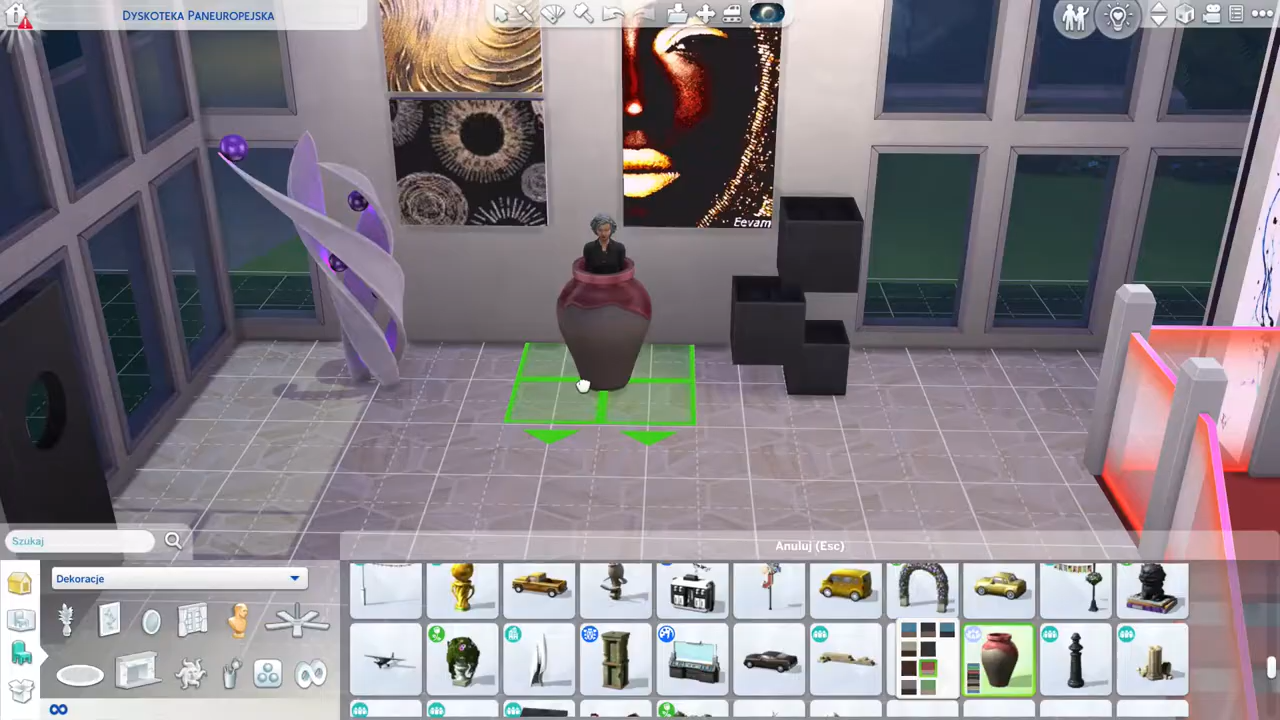 DYSKOTEKA PANEUROPEJSKA
Eevam
Szukaj
Anuluj (Esc)
Dekoracje